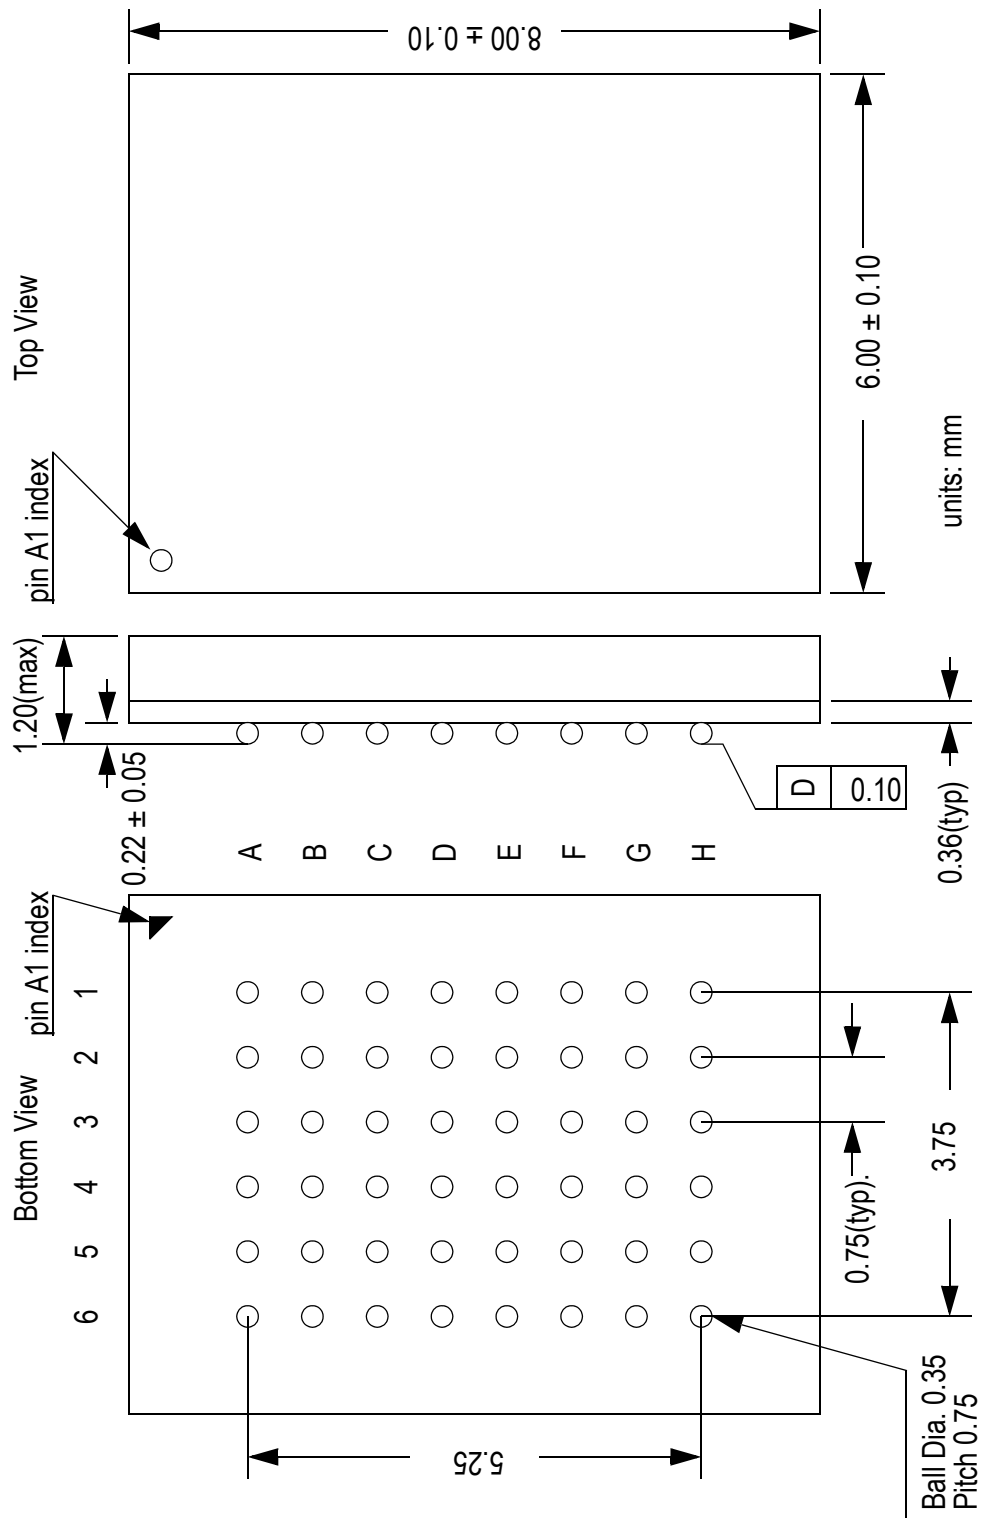 Top View
pin A1 index
8.00 ± 0.10
6.00 ± 0.10
units: mm
1.20(max)
0.22 ± 0.05
D 0.10
0.36(typ)
Bottom View
pin A1 index
A
B
C
D
E
F
G
H
1
2
3
4
5
6
0.75(typ).
3.75
5.25
Ball Dia. 0.35
Pitch 0.75